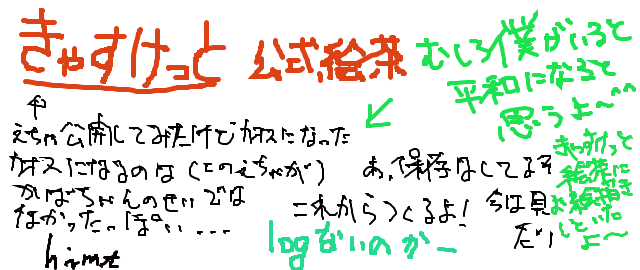 きゃすけっと 公式絵茶
むしろ僕がいると
平和になると
思うよ～^^
えちゃ公開してみたけどカオスになった
カオスになるのは(このえちゃが)
かばちゃんのせいでは
なかった。ほ
あ、保存なしてるぞ
これからつくるよ!
今は見
たり
きゃすけっと
絵茶に
お絵描き
しといた
よ～
logないのかー